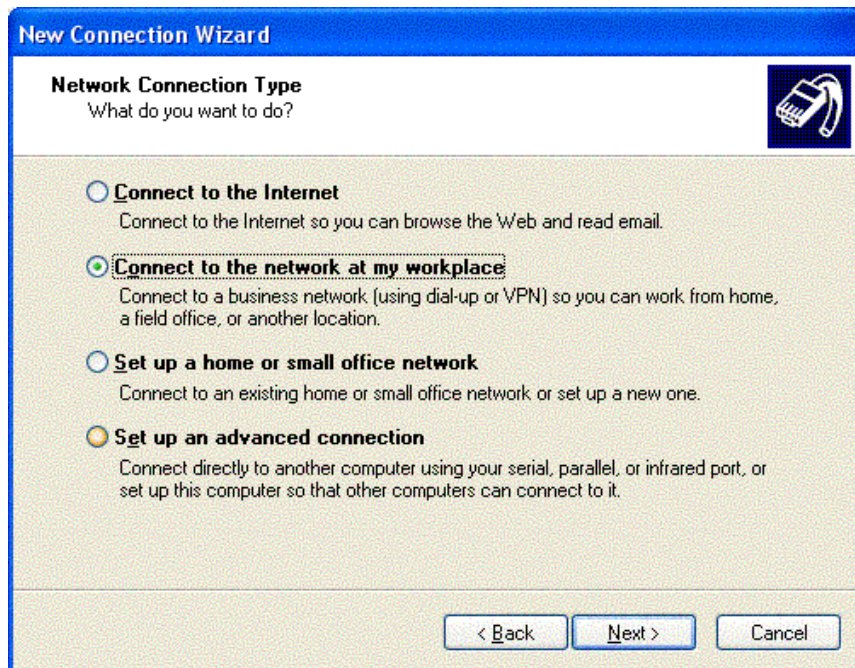 New Connection Wizard
Network Connection Type
What do you want to do?
Connect to the Internet
Connect to the Internet so you can browse the Web and read email.
Connect to the network at my workplace
Connect to a business network (using dial-up or VPN) so you can work from home,
a field office, or another location.
Set up a home or small office network
Connect to an existing home or small office network or set up a new one.
Set up an advanced connection
Connect directly to another computer using your serial, parallel, or infrared port, or
set up this computer so that other computers can connect to it.
< Back Next > Cancel